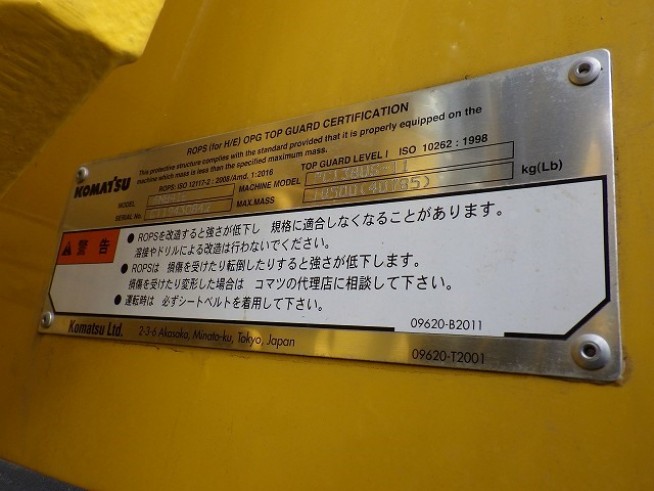 ROPS (for H/E) OPG TOP GUARD CERTIFICATION
This protective structure complies with the standard provided that it is properly equipped on the
machine which mass is less than the specified maximum mass.
KOMATSU
ROPS: ISO 12117-2 : 2008/Amd. 1:2016 TOP GUARD LEVEL I ISO 10262 : 1998
MODEL MACHINE MODEL
SERIAL No. MAX.MASS 18500(40785) kg(Lb)
警告
● ROPSを改造すると強さが低下し 規格に適合しなくなることがあります。
溶接やドリルによる改造は行わないでください。
● ROPSは 損傷を受けたり転倒したりすると強さが低下します。
損傷を受けたり変形した場合は コマツの代理店に相談して下さい。
● 運転時は 必ずシートベルトを着用して下さい。
09620-B2011
Komatsu Ltd. 2-3-6 Akasaka, Minato-ku, Tokyo, Japan
09620-T2001